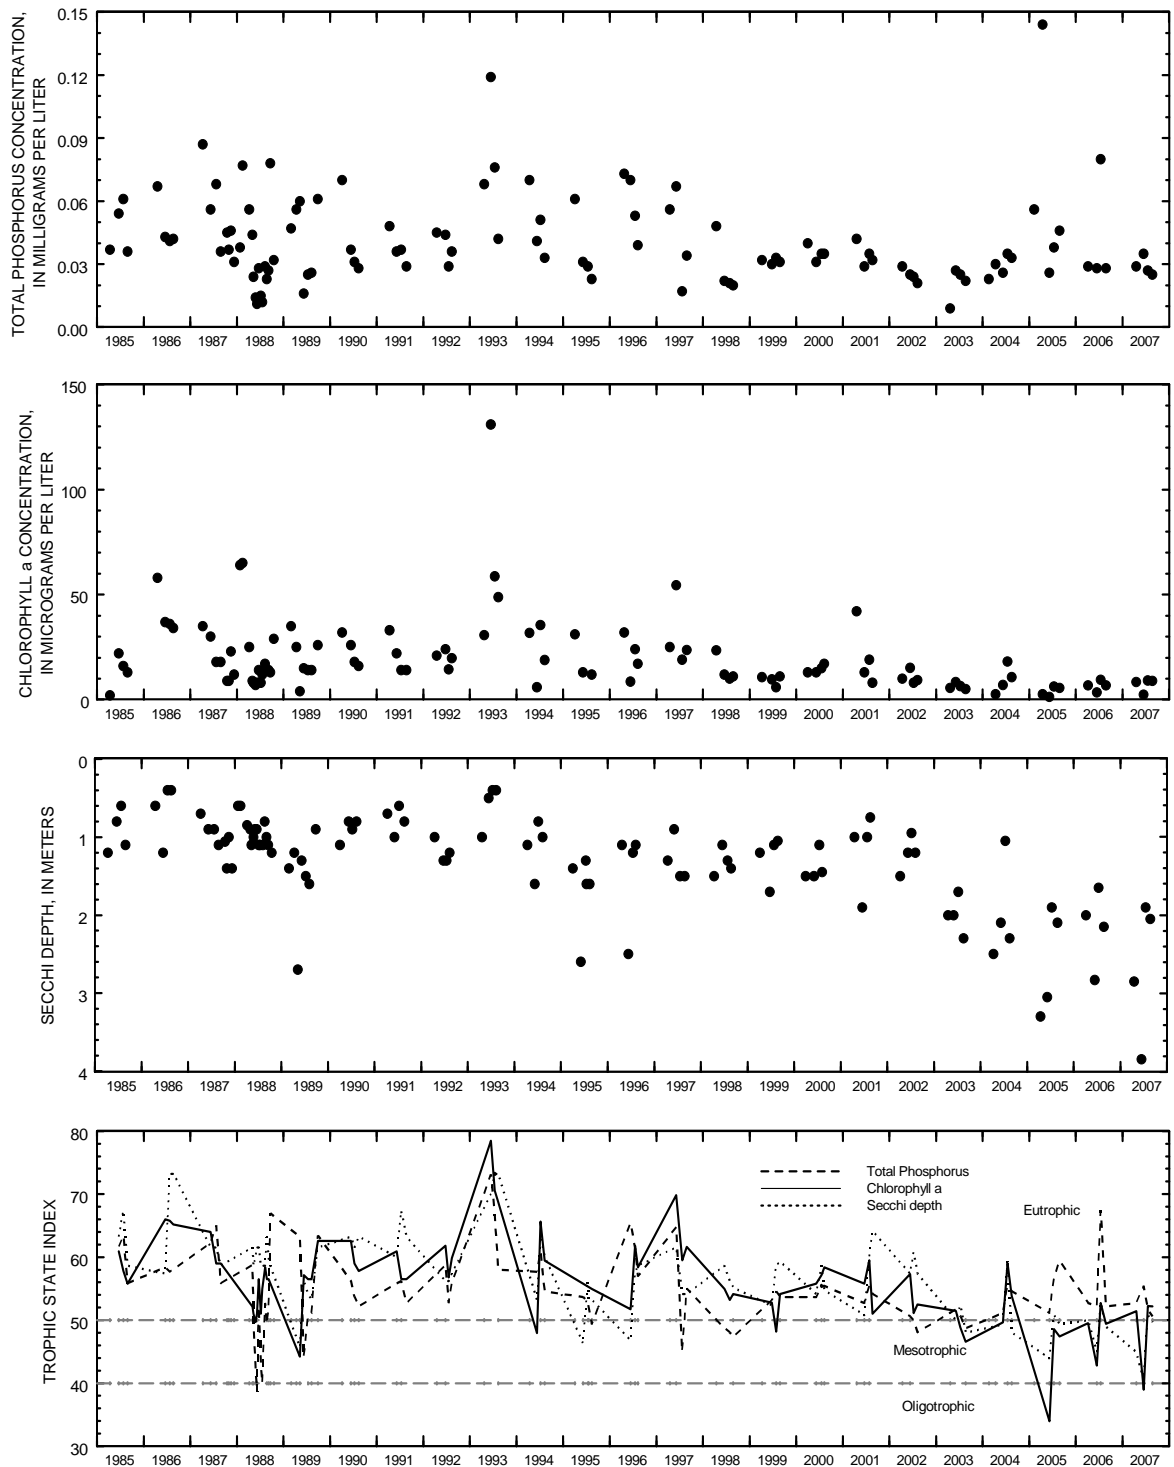 TOTAL PHOSPHORUS CONCENTRATION,
IN MILLIGRAMS PER LITER
0.15
0.12
0.09
0.06
0.03
0.00
1985 1986 1987 1988 1989 1990 1991 1992 1993 1994 1995 1996 1997 1998 1999 2000 2001 2002 2003 2004 2005 2006 2007
CHLOROPHYLL a CONCENTRATION,
IN MICROGRAMS PER LITER
150
100
50
0
1985 1986 1987 1988 1989 1990 1991 1992 1993 1994 1995 1996 1997 1998 1999 2000 2001 2002 2003 2004 2005 2006 2007
SECCHI DEPTH, IN METERS
0
1
2
3
4
1985 1986 1987 1988 1989 1990 1991 1992 1993 1994 1995 1996 1997 1998 1999 2000 2001 2002 2003 2004 2005 2006 2007
TROPHIC STATE INDEX
80
70
60
50
40
30
Total Phosphorus
Chlorophyll a
Secchi depth
Eutrophic
Mesotrophic
Oligotrophic
1985 1986 1987 1988 1989 1990 1991 1992 1993 1994 1995 1996 1997 1998 1999 2000 2001 2002 2003 2004 2005 2006 2007